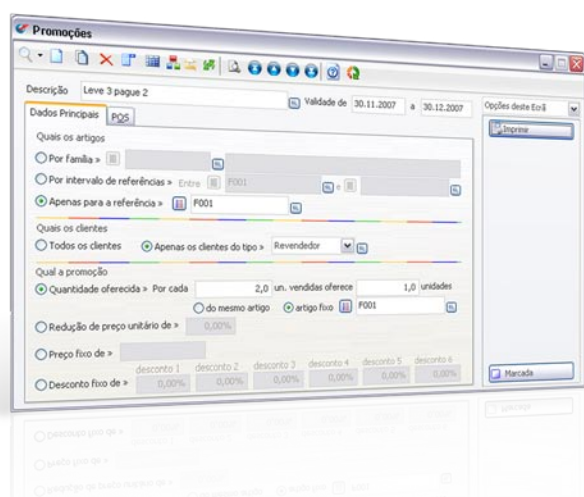 Promoções
Descrição Leve 3 pague 2 Validade de 30.11.2007 a 30.12.2007 Opções deste Ecrã
Dados Principais POS Imprimir
Quais os artigos
Por família »
Por intervalo de referências » Entre F001 e
Apenas para a referência » F001
Quais os clientes
Todos os clientes Apenas os clientes do tipo » Revendedor
Qual a promoção
Quantidade oferecida » Por cada 2,0 un. vendidas oferece 1,0 unidades
do mesmo artigo artigo fixo F001
Redução de preço unitário de » 0,00%
Preço fixo de »
desconto 1 desconto 2 desconto 3 desconto 4 desconto 5 desconto 6
Desconto fixo de » 0,00% 0,00% 0,00% 0,00% 0,00% 0,00%
Marcada